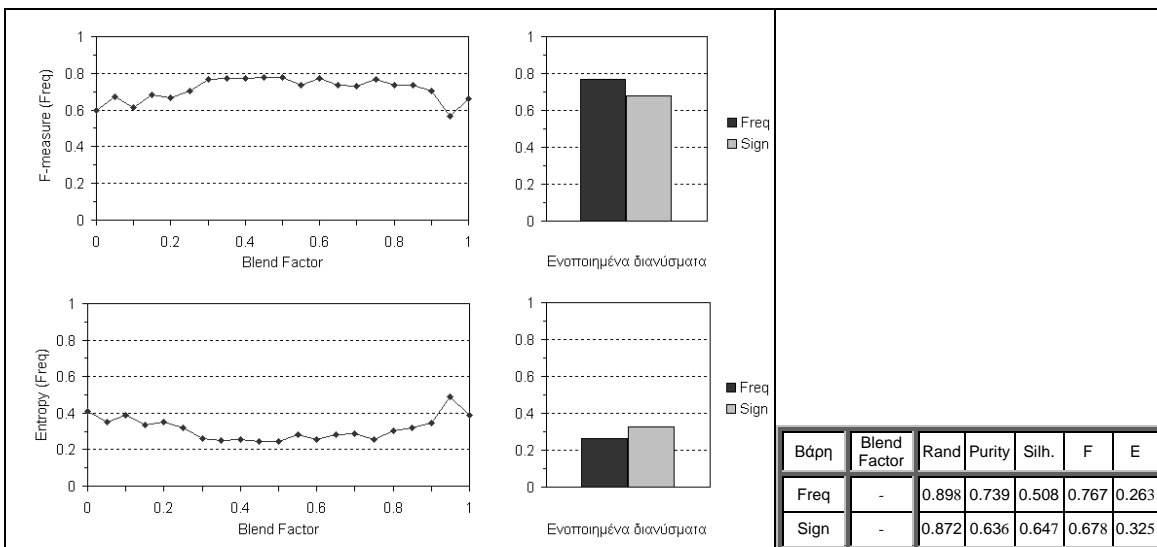 1
0.8
0.6
0.4
0.2
0
F-measure (Freq)
0 0.2 0.4 0.6 0.8 1
Blend Factor
1
0.8
0.6
0.4
0.2
0
Ενοποιημένα διανύσματα
Freq
Sign
1
0.8
0.6
0.4
0.2
0
Entropy (Freq)
0 0.2 0.4 0.6 0.8 1
Blend Factor
1
0.8
0.6
0.4
0.2
0
Ενοποιημένα διανύσματα
Freq
Sign
Βάρη Blend Factor Rand Purity Silh. F E
Freq - 0.898 0.739 0.508 0.767 0.263
Sign - 0.872 0.636 0.647 0.678 0.325